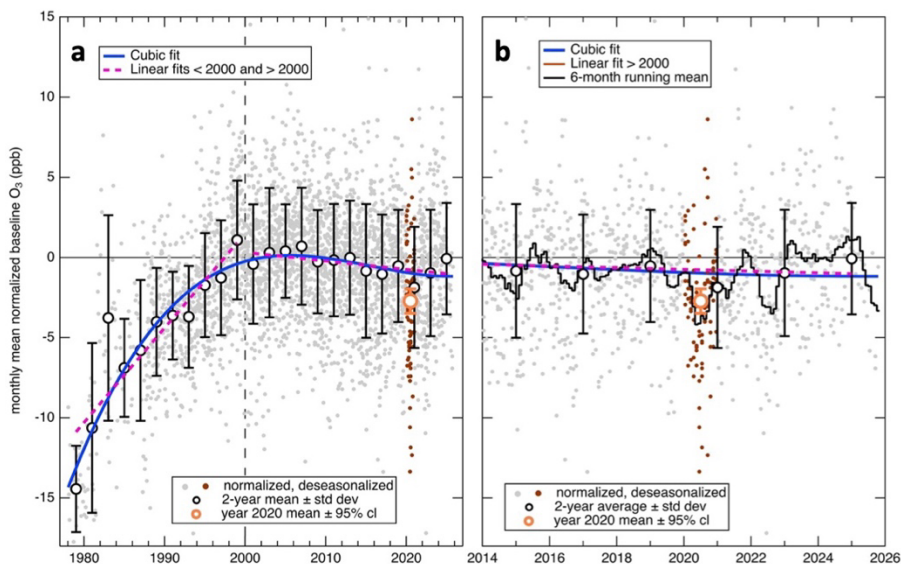 a
Cubic fit
Linear fits < 2000 and > 2000
b
Cubic fit
Linear fit > 2000
6-month running mean
monthly mean normalized baseline O₃ (ppb)
15
10
5
0
-5
-10
-15
normalized, deseasonalized
2-year mean ± std dev
year 2020 mean ± 95% cl
normalized, deseasonalized
2-year average ± std dev
year 2020 mean ± 95% cl
1980 1990 2000 2010 2020
2014 2016 2018 2020 2022 2024 2026